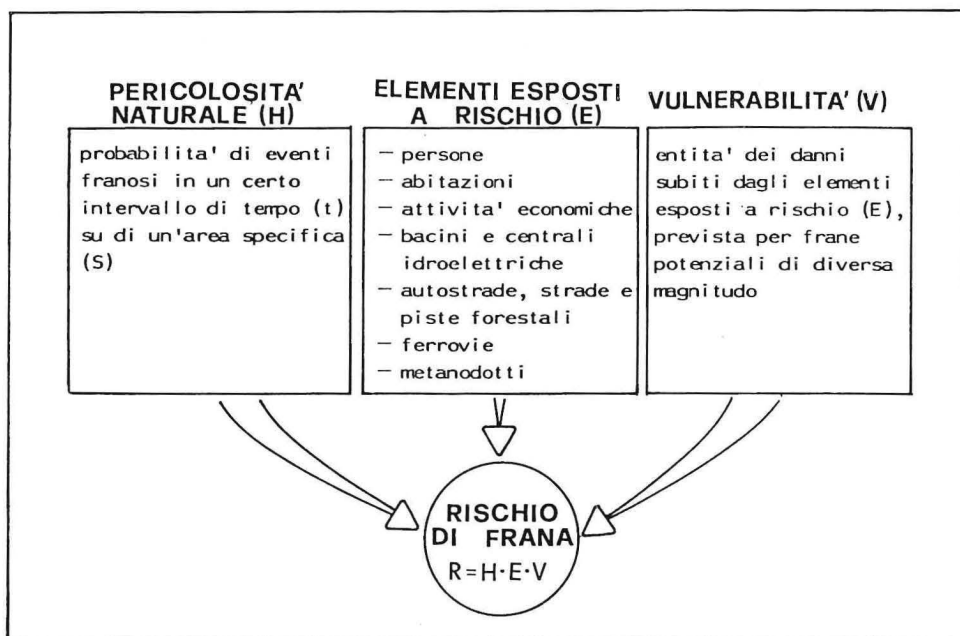 PERICOLOSITA'
NATURALE (H)
probabilita' di eventi
franosi in un certo
intervallo di tempo (t)
su di un'area specifica
(S)
ELEMENTI ESPOSTI
A RISCHIO (E)
— persone
— abitazioni
— attivita' economiche
— bacini e centrali
idroelettriche
— autostrade, strade e
piste forestali
— ferrovie
— metanodotti
VULNERABILITA' (V)
entita' dei danni
subiti dagli elementi
esposti a rischio (E),
prevista per frane
potenziali di diversa
magnitudo
RISCHIO
DI FRANA
R=H·E·V